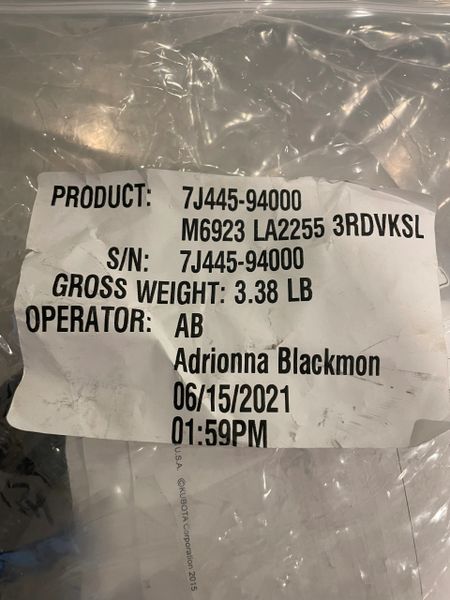 PRODUCT: 7J445-94000
M6923 LA2255 3RDVKSL
S/N: 7J445-94000
GROSS WEIGHT: 3.38 LB
OPERATOR: AB
Adrionna Blackmon
06/15/2021
01:59PM
U.S.A. ©KUBOTA Corporation 2015